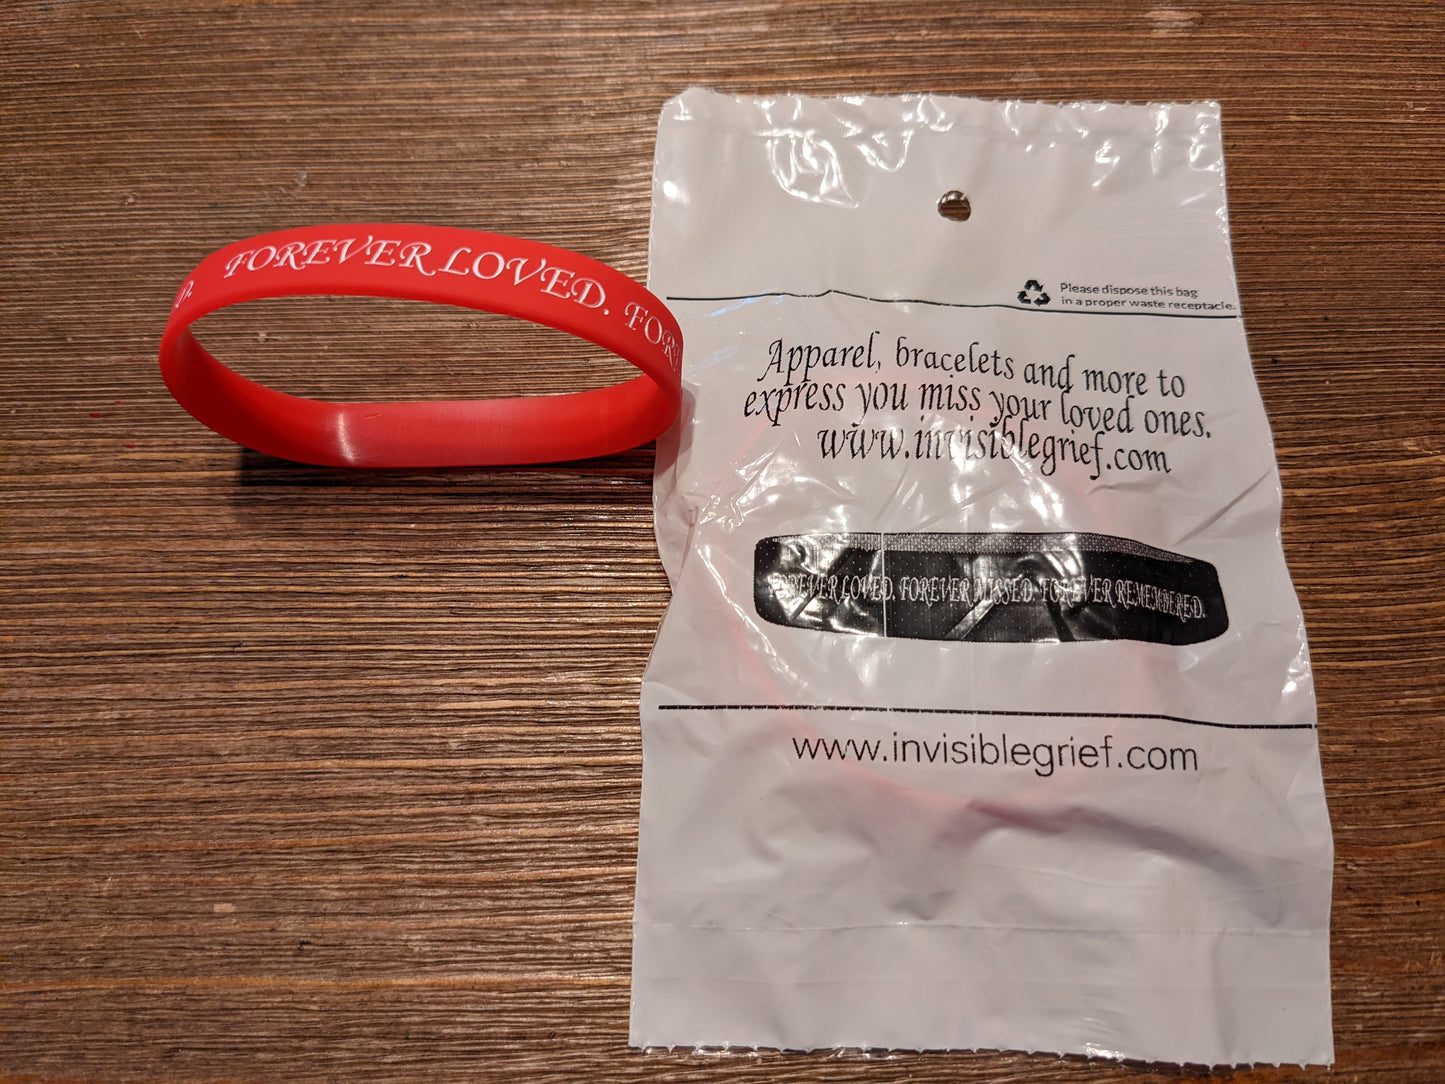 FOREVER LOVED. FOR
Please dispose this bag
in a proper waste receptacle.
Apparel, bracelets and more to
express you miss your loved ones.
www.invisiblegrief.com
FOREVER LOVED. FOREVER MISSED. FOREVER REMEMBERED.
www.invisiblegrief.com